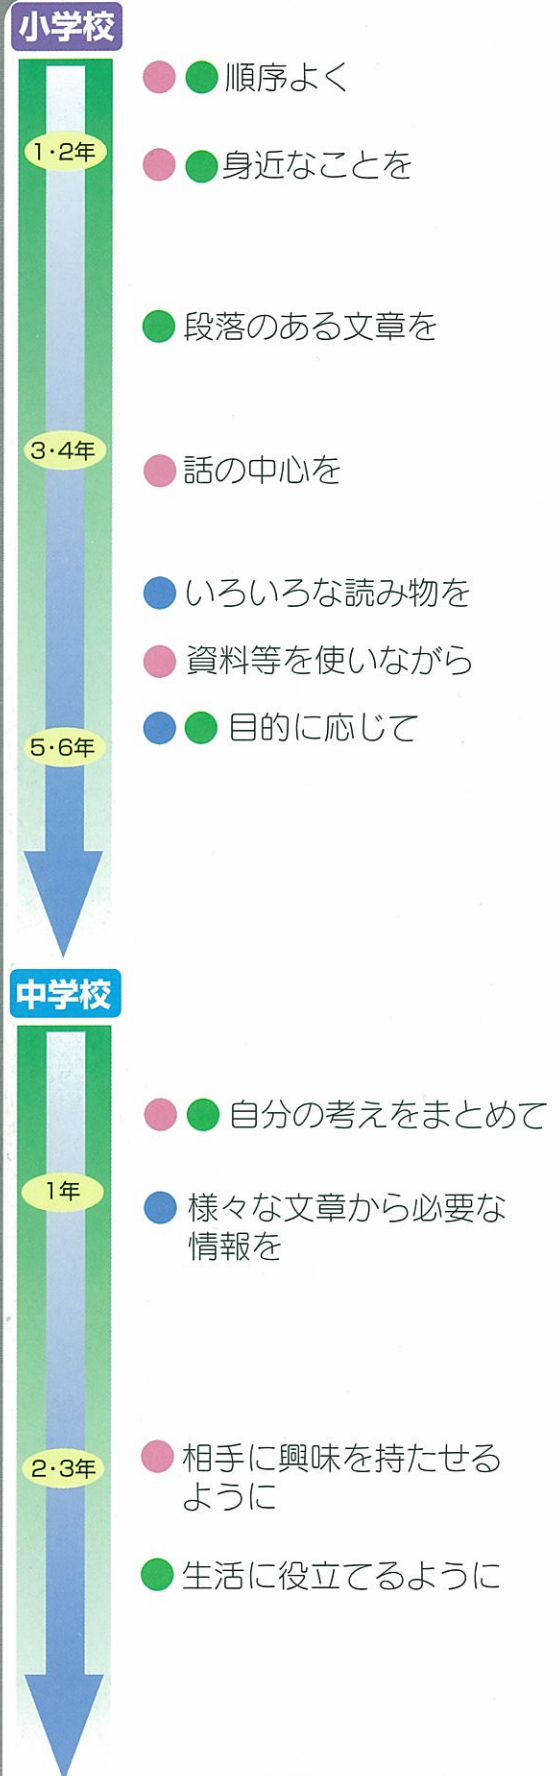 小学校
順序よく
1・2年
身近なことを
段落のある文章を
3・4年
話の中心を
いろいろな読み物を
資料等を使いながら
目的に応じて
5・6年
中学校
自分の考えをまとめて
1年
様々な文章から必要な
情報を
相手に興味を持たせる
2・3年
ように
生活に役立てるように